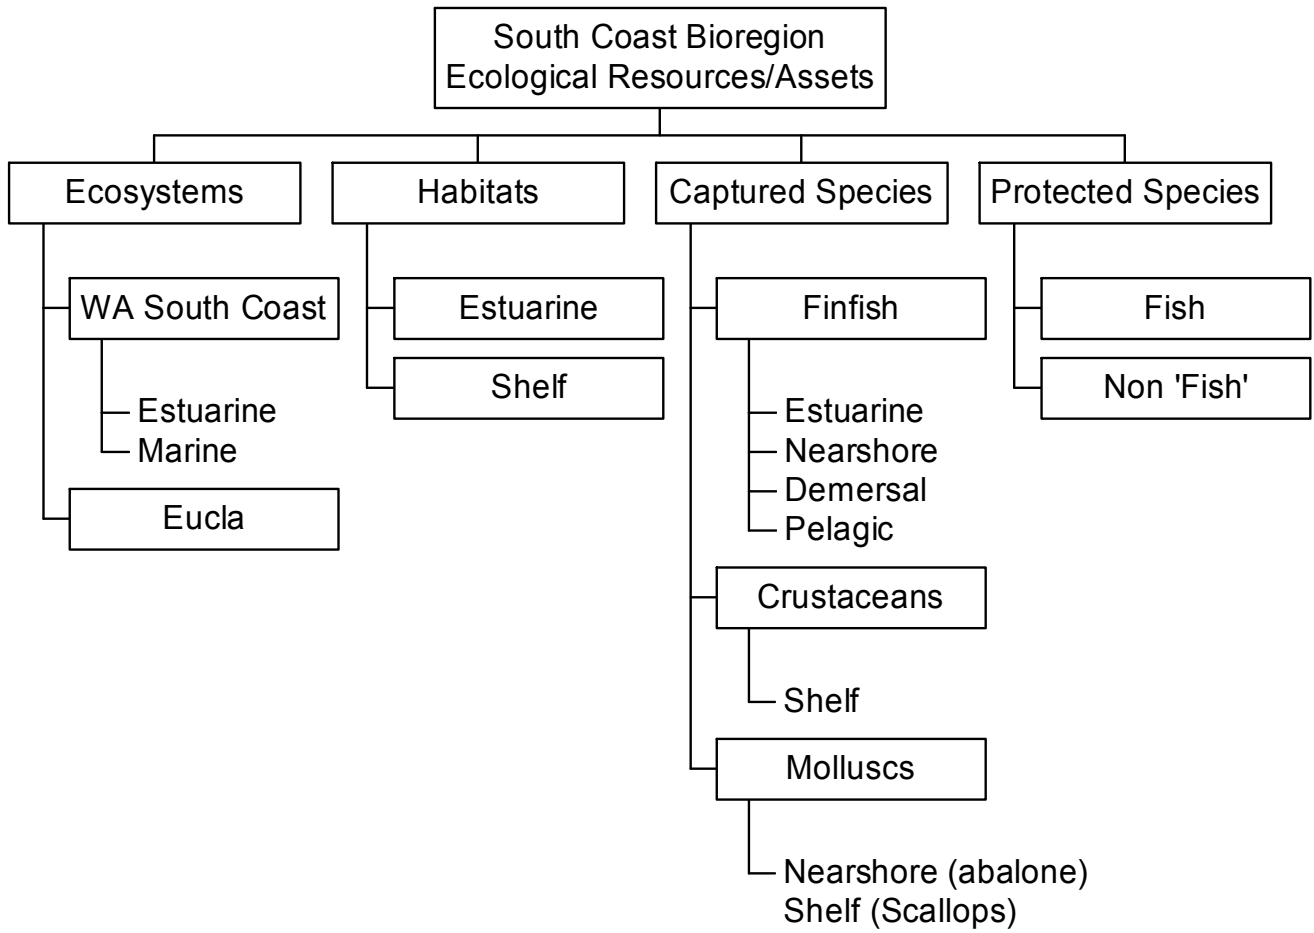 South Coast Bioregion
Ecological Resources/Assets
Ecosystems
Habitats
Captured Species
Protected Species
WA South Coast
Estuarine
Marine
Eucla
Estuarine
Shelf
Finfish
Estuarine
Nearshore
Demersal
Pelagic
Crustaceans
Shelf
Molluscs
Nearshore (abalone)
Shelf (Scallops)
Fish
Non 'Fish'